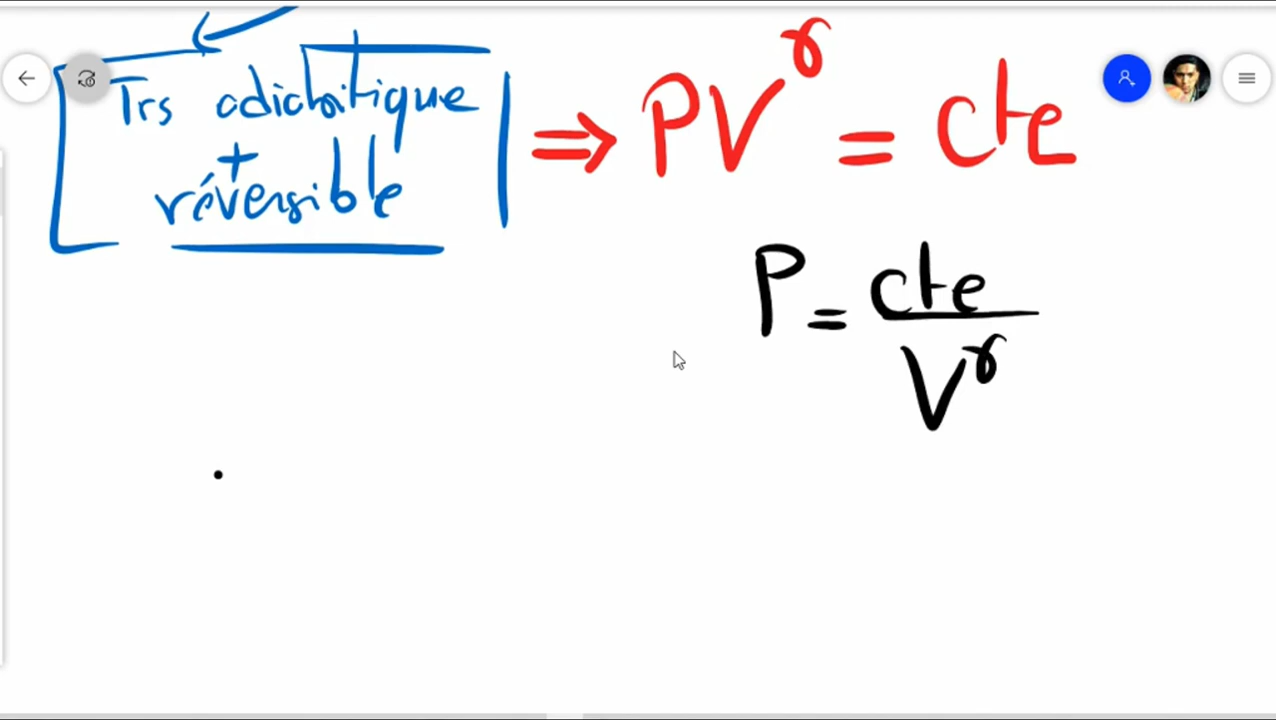 Trs adiabatique ⇒ PV^γ = cte
+
réversible
P = cte / V^γ